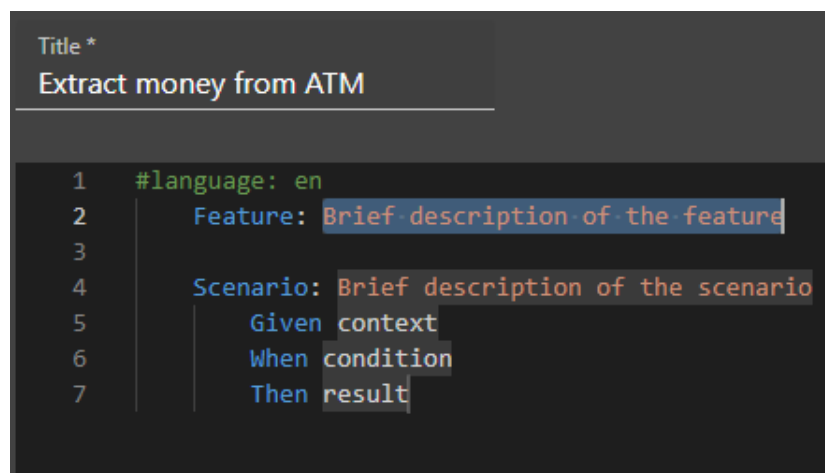 Title *
Extract money from ATM
1 #language: en
2 Feature: Brief description of the feature
3
4 Scenario: Brief description of the scenario
5 Given context
6 When condition
7 Then result